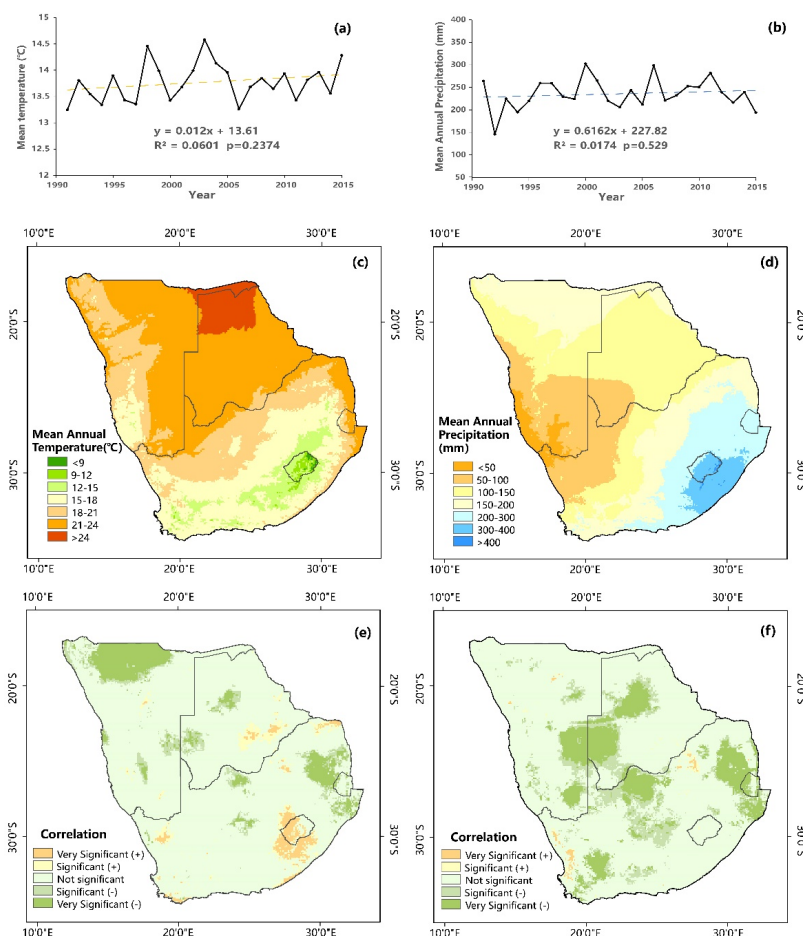 (a)
Mean temperature (℃)
15
14.5
14
13.5
13
12.5
12
y = 0.012x + 13.61
R² = 0.0601 p=0.2374
1990 1995 2000 2005 2010 2015
Year
(b)
Mean Annual Precipitation (mm)
400
350
300
250
200
150
100
50
y = 0.6162x + 227.82
R² = 0.0174 p=0.529
1990 1995 2000 2005 2010 2015
Year
10°0'E 20°0'E 30°0'E
(c)
20°0'S
30°0'S
Mean Annual
Temperature(℃)
<9
9-12
12-15
15-18
18-21
21-24
>24
10°0'E 20°0'E 30°0'E
10°0'E 20°0'E 30°0'E
(d)
20°0'S
20°0'S
30°0'S
30°0'S
Mean Annual
Precipitation
(mm)
<50
50-100
100-150
150-200
200-300
300-400
>400
10°0'E 20°0'E 30°0'E
10°0'E 20°0'E 30°0'E
(e)
20°0'S
30°0'S
Correlation
Very Significant (+)
Significant (+)
Not significant
Significant (-)
Very Significant (-)
10°0'E 20°0'E 30°0'E
10°0'E 20°0'E 30°0'E
(f)
20°0'S
20°0'S
30°0'S
30°0'S
Correlation
Very Significant (+)
Significant (+)
Not significant
Significant (-)
Very Significant (-)
10°0'E 20°0'E 30°0'E